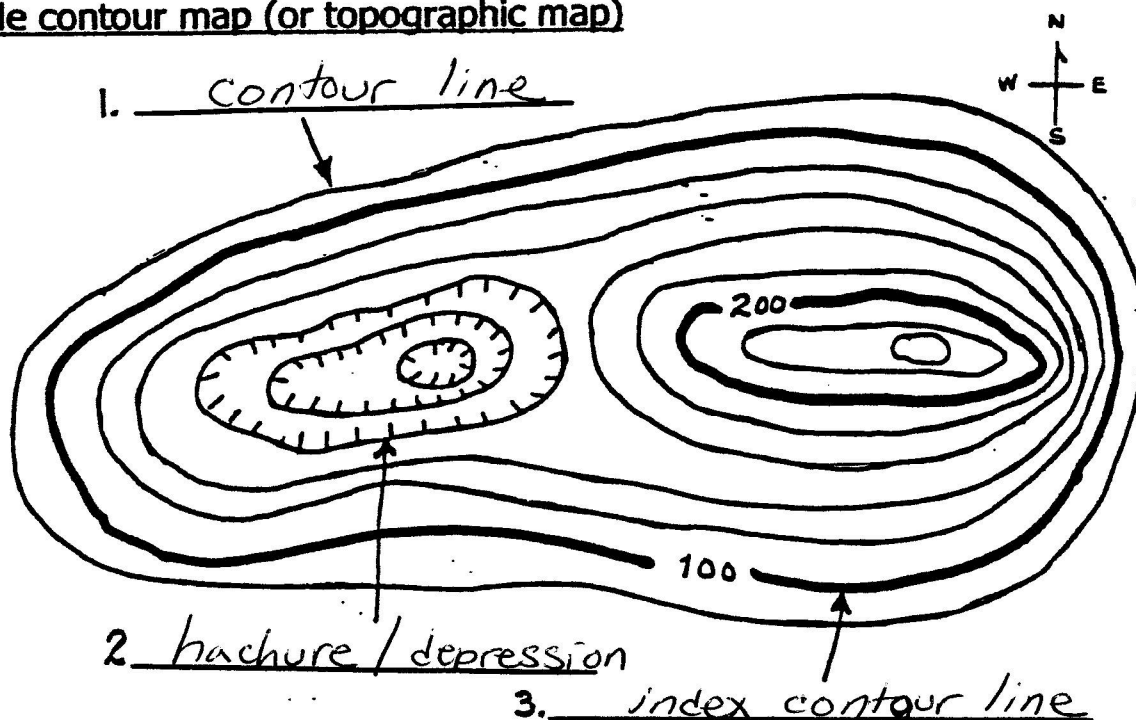 le contour map (or topographic map)
N
W E
S
1. contour line
200
100
2 hachure / depression
3. index contour line